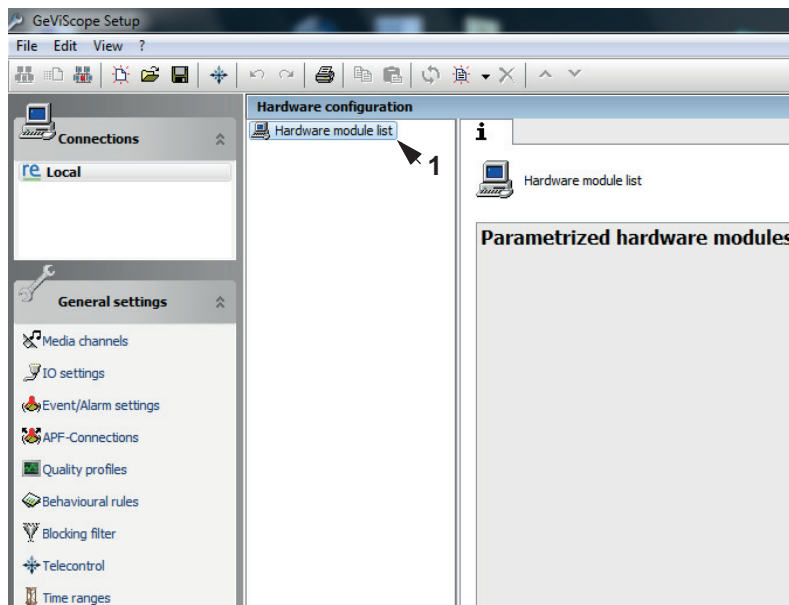 GeViScope Setup
File Edit View ?
Connections
re Local
General settings
Media channels
IO settings
Event/Alarm settings
APF-Connections
Quality profiles
Behavioural rules
Blocking filter
Telecontrol
Time ranges
Hardware configuration
Hardware module list
1
i
Hardware module list
Parametrized hardware modules